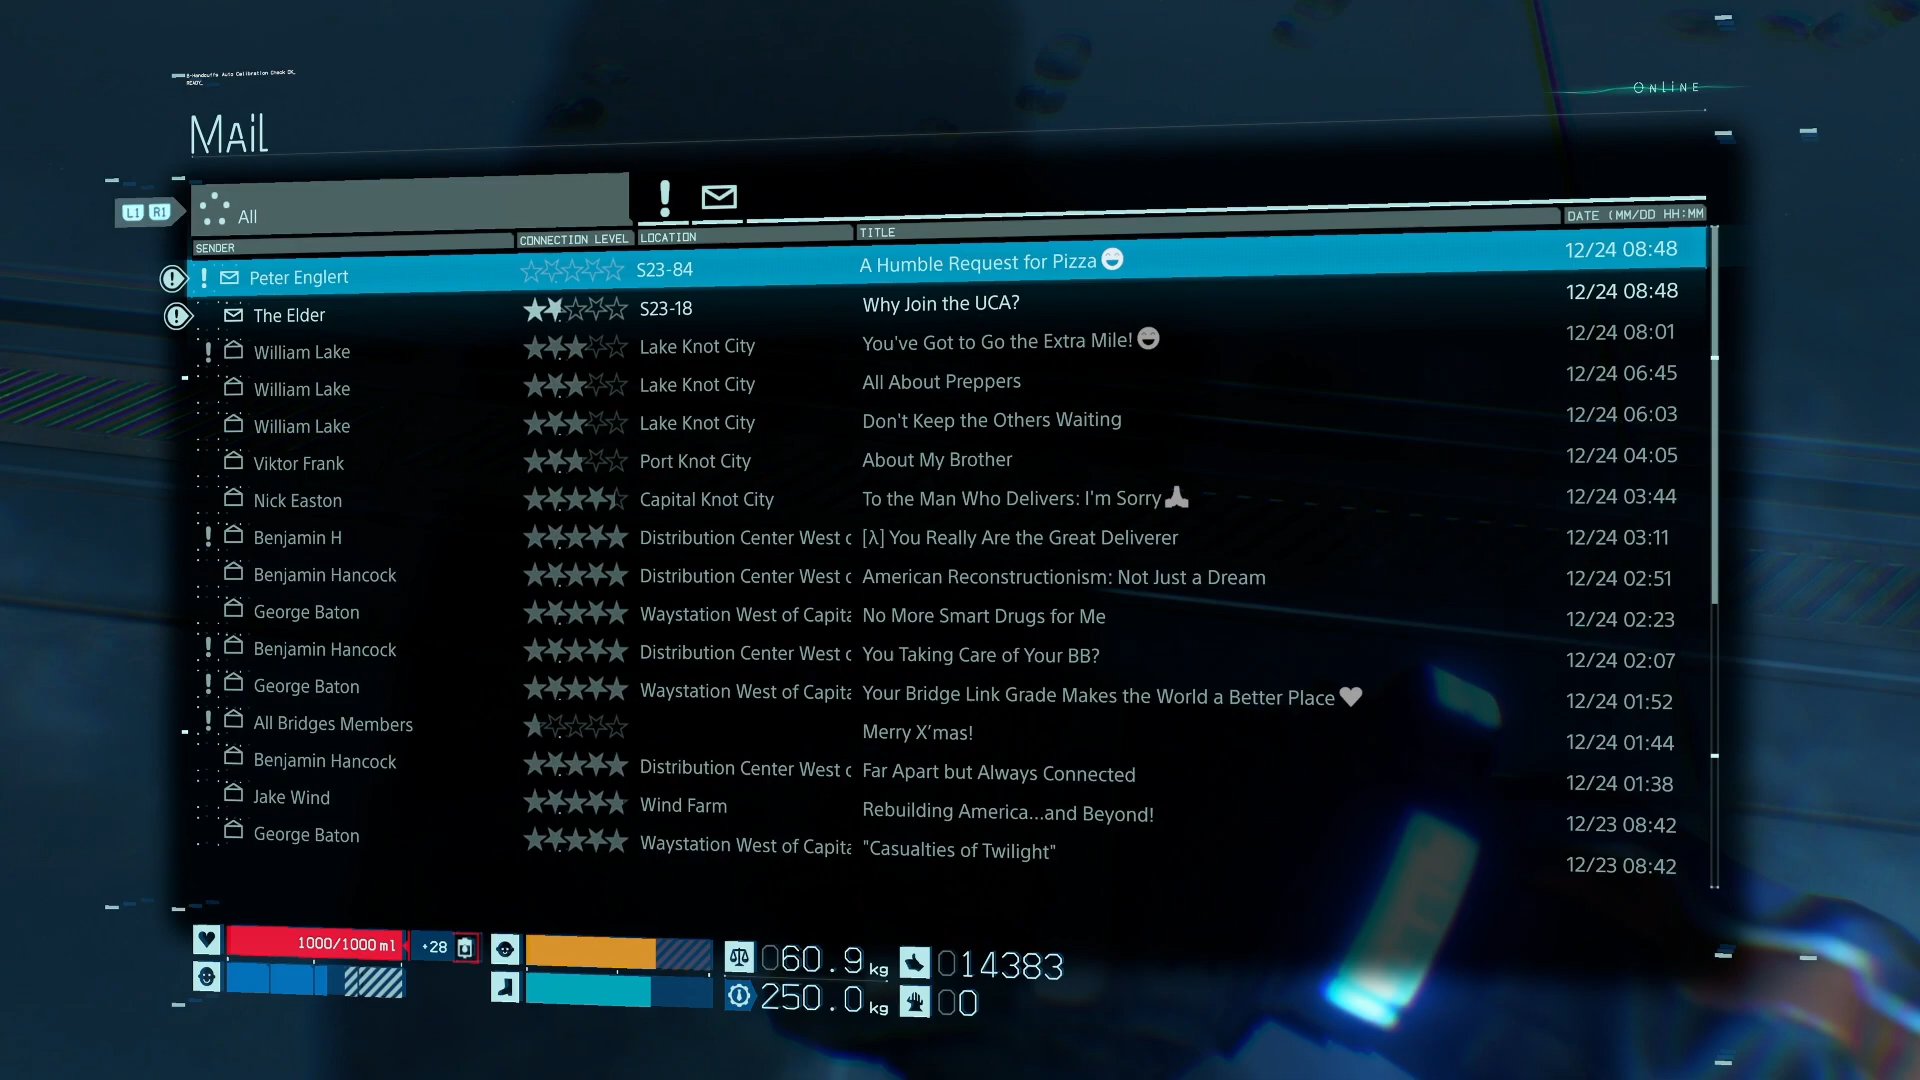 B-Handcuffs Auto Calibration Check OK.
READY.
ONLINE
MAIL
L1 R1
All
SENDER CONNECTION LEVEL LOCATION TITLE DATE (MM/DD HH:MM
Peter Englert S23-84 A Humble Request for Pizza 12/24 08:48
The Elder S23-18 Why Join the UCA? 12/24 08:48
William Lake Lake Knot City You've Got to Go the Extra Mile! 12/24 08:01
William Lake Lake Knot City All About Preppers 12/24 06:45
William Lake Lake Knot City Don't Keep the Others Waiting 12/24 06:03
Viktor Frank Port Knot City About My Brother 12/24 04:05
Nick Easton Capital Knot City To the Man Who Delivers: I'm Sorry 12/24 03:44
Benjamin H Distribution Center West o [λ] You Really Are the Great Deliverer 12/24 03:11
Benjamin Hancock Distribution Center West o American Reconstructionism: Not Just a Dream 12/24 02:51
George Baton Waystation West of Capita No More Smart Drugs for Me 12/24 02:23
Benjamin Hancock Distribution Center West o You Taking Care of Your BB? 12/24 02:07
George Baton Waystation West of Capita Your Bridge Link Grade Makes the World a Better Place 12/24 01:52
All Bridges Members Merry X'mas! 12/24 01:44
Benjamin Hancock Distribution Center West o Far Apart but Always Connected 12/24 01:38
Jake Wind Wind Farm Rebuilding America...and Beyond! 12/23 08:42
George Baton Waystation West of Capita "Casualties of Twilight" 12/23 08:42
1000/1000 ml +28 060.9 kg 014383
250.0 kg 00